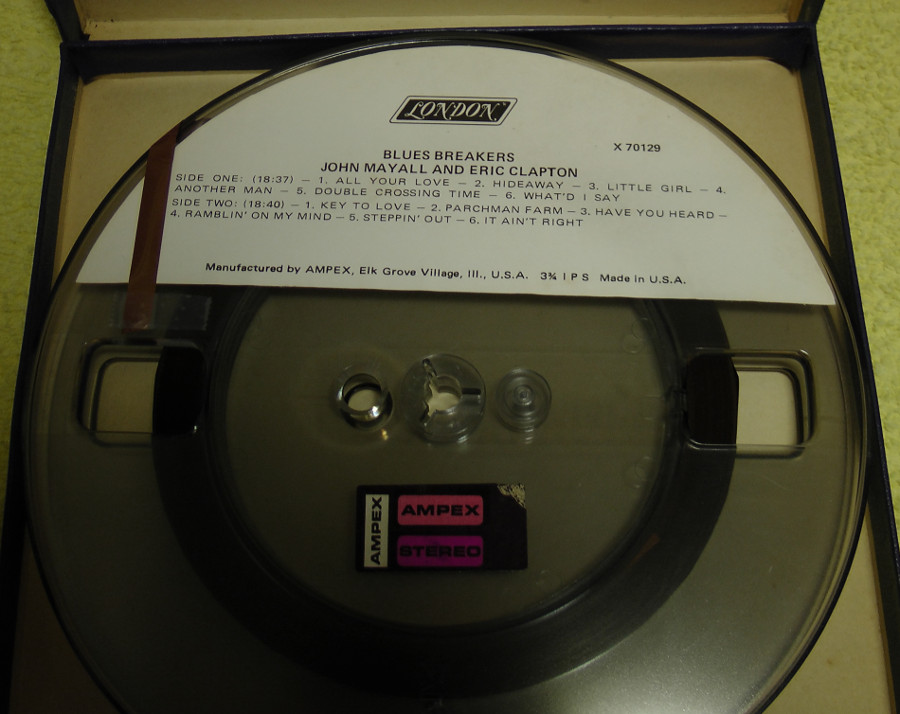 LONDON
X 70129
BLUES BREAKERS
JOHN MAYALL AND ERIC CLAPTON
SIDE ONE: (18:37) – 1. ALL YOUR LOVE – 2. HIDEAWAY – 3. LITTLE GIRL – 4.
ANOTHER MAN – 5. DOUBLE CROSSING TIME – 6. WHAT'D I SAY
SIDE TWO: (18:40) – 1. KEY TO LOVE – 2. PARCHMAN FARM – 3. HAVE YOU HEARD –
4. RAMBLIN' ON MY MIND – 5. STEPPIN' OUT – 6. IT AIN'T RIGHT
Manufactured by AMPEX, Elk Grove Village, Ill., U.S.A. 3¾ I P S Made in U.S.A.
AMPEX
AMPEX
STEREO